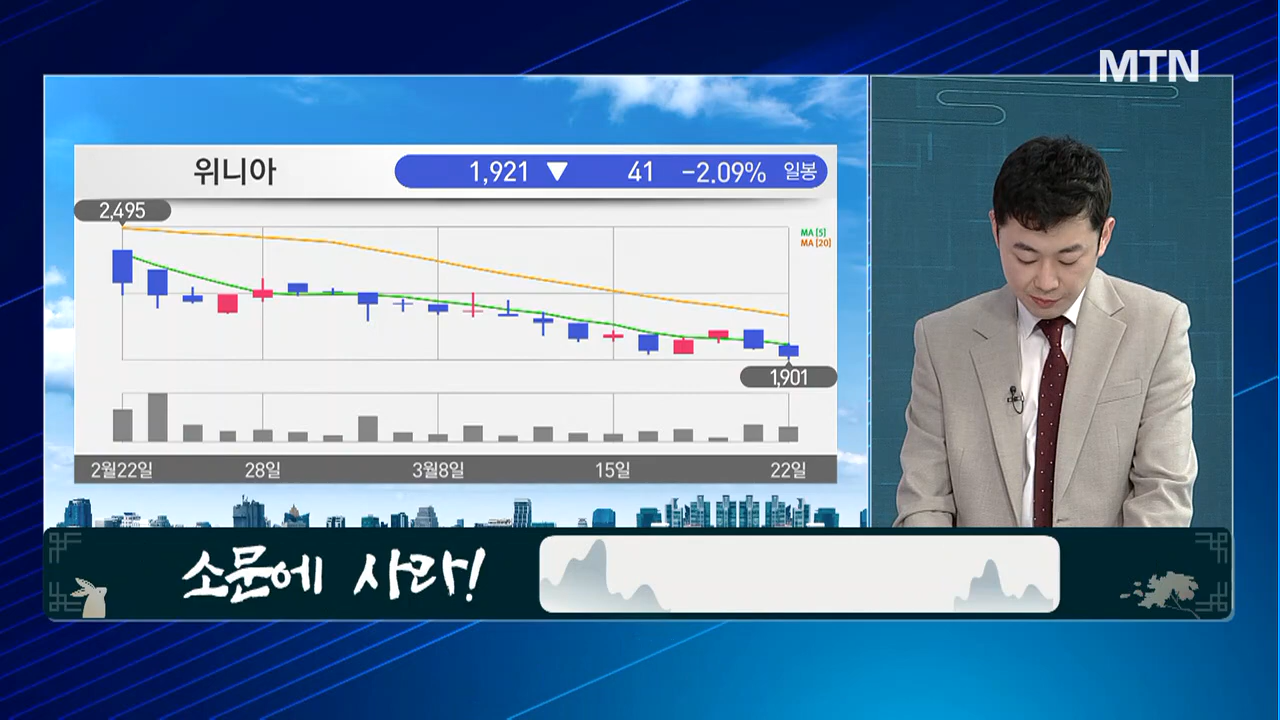 MTN
위니아 1,921 ▼ 41 -2.09% 일봉
2,495
MA [5]
MA [20]
1,901
2월22일 28일 3월8일 15일 22일
소문에 사라!